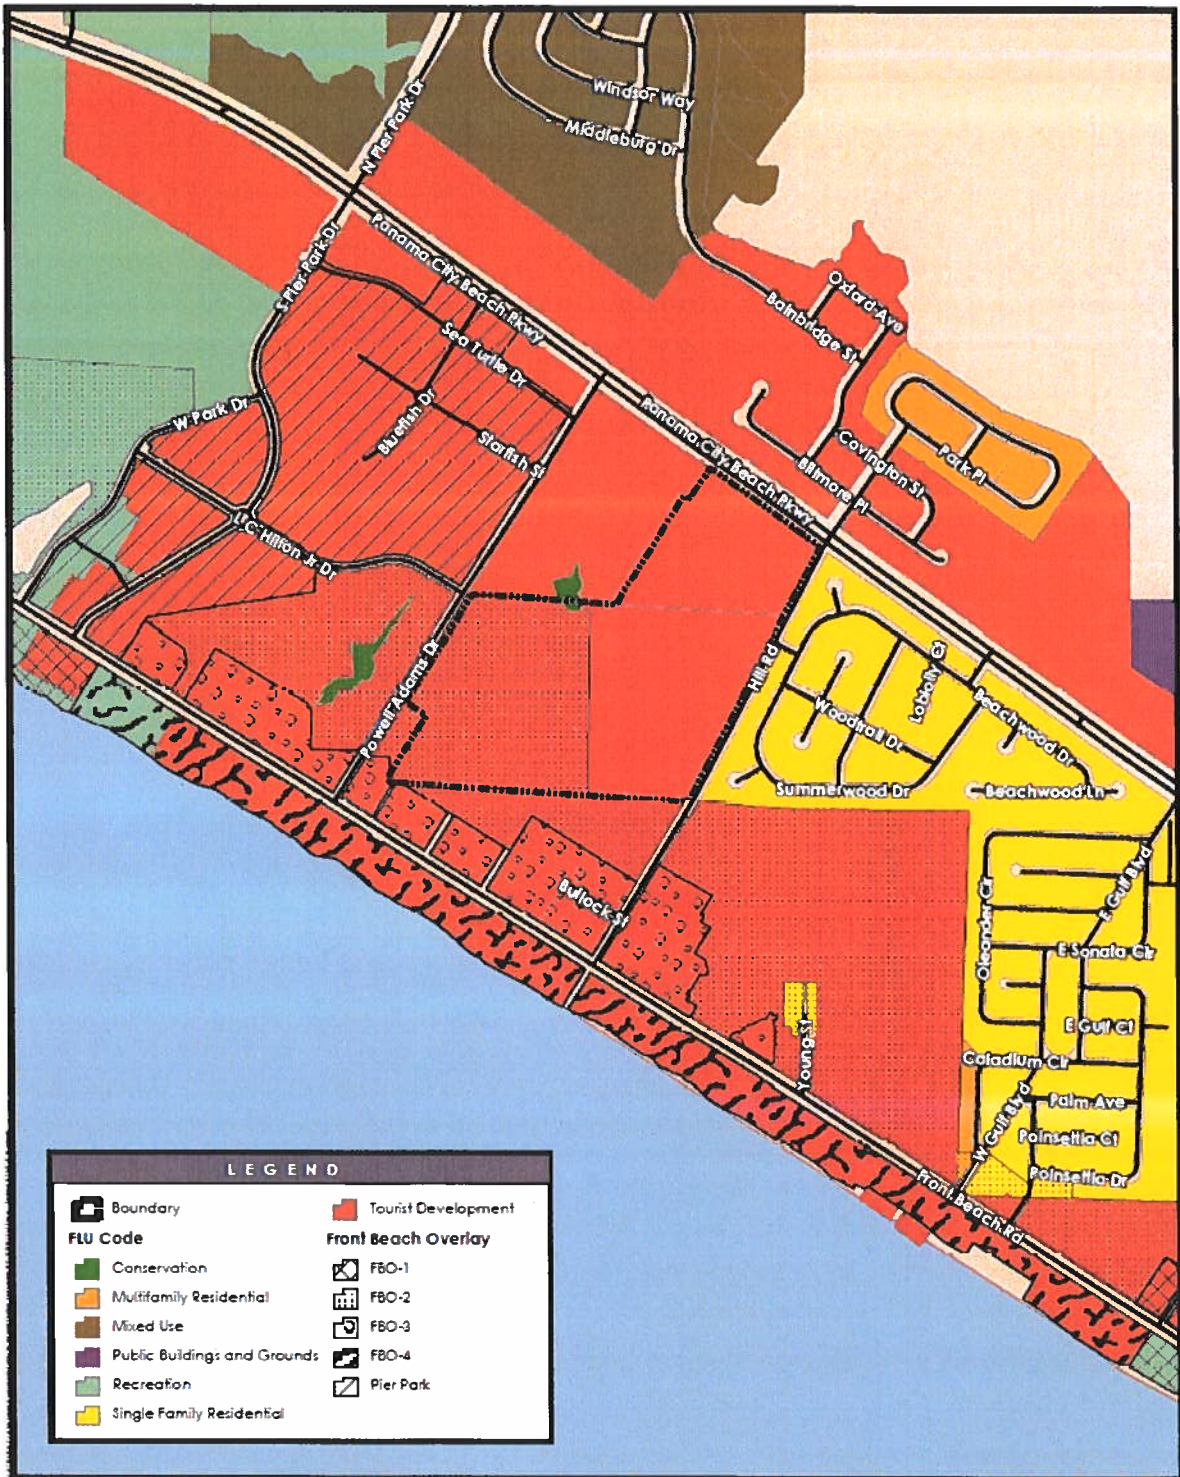 Windsor Way
Middleburg Dr
N Pier Park Dr
S Pier Park Dr
Panama City Beach Pkwy
Oxford Ave
Bainbridge St
Sea Turtle Dr
W Park Dr
Bluefish Dr
Starfish St
Panama City Beach Pkwy
Covington St
Park Pl
Biltmore Pl
L C Hilton Jr Dr
Hill Rd
Loblolly Ct
Powell Adams Dr
Woodtrail Dr
Beachwood Dr
Summerwood Dr
Beachwood Ln
E Gulf Blvd
Bullock St
Oleander Cir
E Sonata Cir
E Gulf Ct
Young St
Caladium Cir
W Gulf Blvd
Palm Ave
Poinsettia Ct
Poinsettia Dr
Front Beach Rd
LEGEND
Boundary
Tourist Development
FLU Code
Front Beach Overlay
Conservation
FBO-1
Multifamily Residential
FBO-2
Mixed Use
FBO-3
Public Buildings and Grounds
FBO-4
Recreation
Pier Park
Single Family Residential